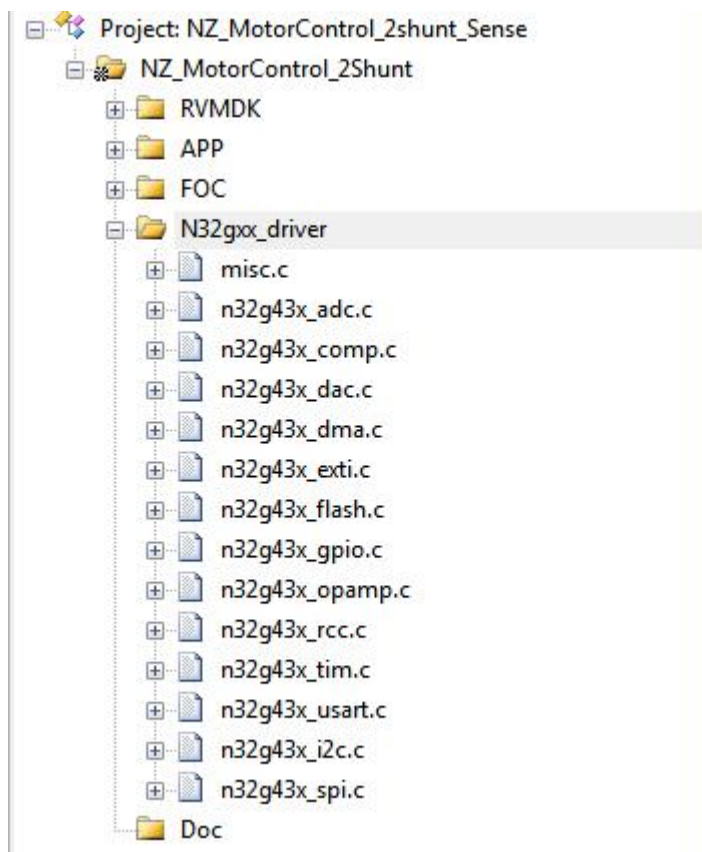 Project: NZ_MotorControl_2shunt_Sense
NZ_MotorControl_2Shunt
RVMDK
APP
FOC
N32gxx_driver
misc.c
n32g43x_adc.c
n32g43x_comp.c
n32g43x_dac.c
n32g43x_dma.c
n32g43x_exti.c
n32g43x_flash.c
n32g43x_gpio.c
n32g43x_opamp.c
n32g43x_rcc.c
n32g43x_tim.c
n32g43x_usart.c
n32g43x_i2c.c
n32g43x_spi.c
Doc